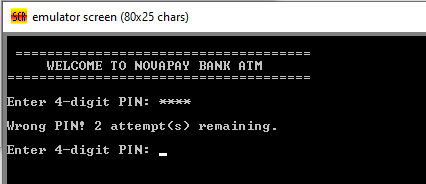 emulator screen (80x25 chars)
=====================================
WELCOME TO NOVAPAY BANK ATM
======================================
Enter 4-digit PIN: ****
Wrong PIN! 2 attempt(s) remaining.
Enter 4-digit PIN: _